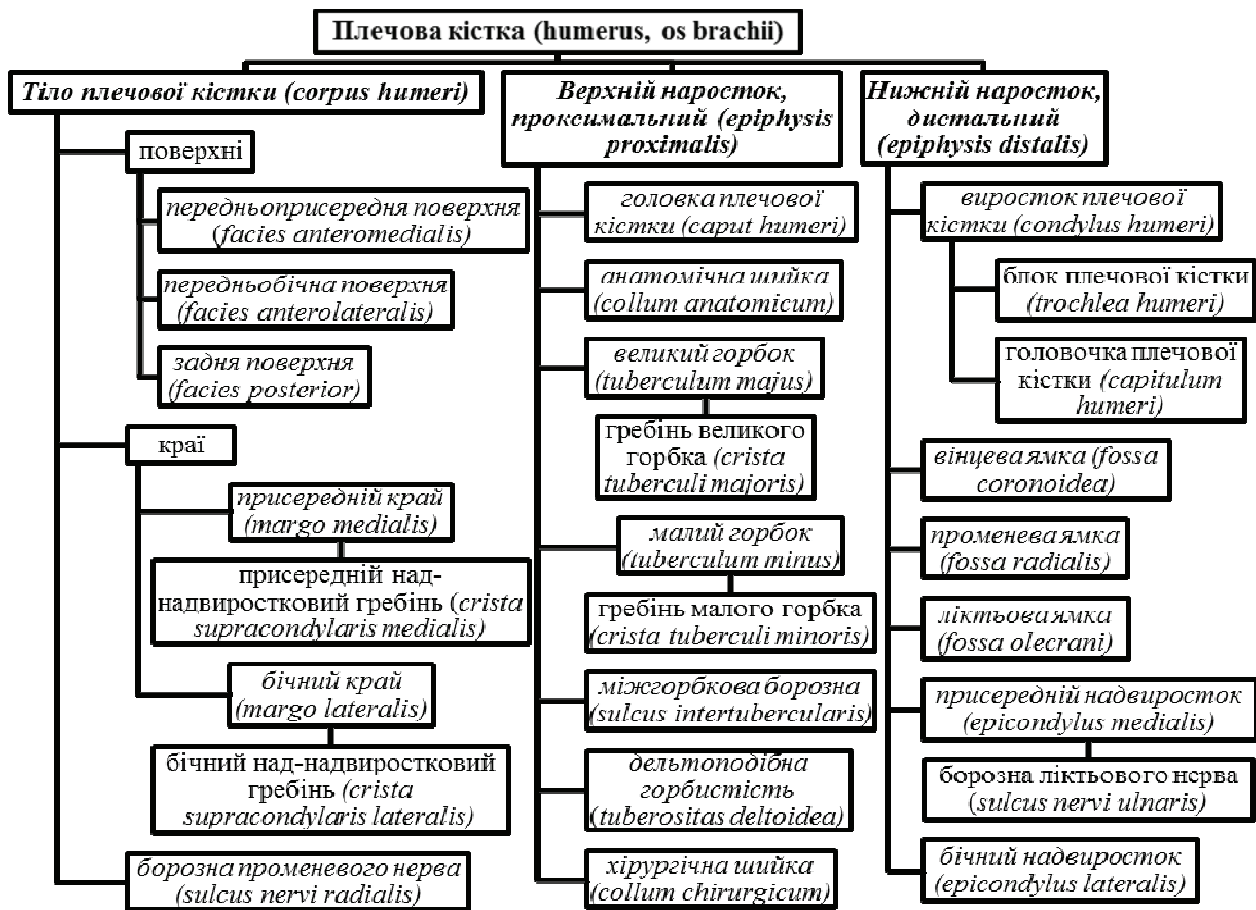 Плечова кістка (humerus, os brachii)
Тіло плечової кістки (corpus humeri)
поверхні
передньоприсередня поверхня
(facies anteromedialis)
передньобічна поверхня
(facies anterolateralis)
задня поверхня
(facies posterior)
краї
присередній край
(margo medialis)
присередній над-
надвиростковий гребінь (crista
supracondylaris medialis)
бічний край
(margo lateralis)
бічний над-надвиростковий
гребінь (crista
supracondylaris lateralis)
борозна променевого нерва
(sulcus nervi radialis)
Верхній наросток,
проксимальний (epiphysis
proximalis)
головка плечової
кістки (caput humeri)
анатомічна шийка
(collum anatomicum)
великий горбок
(tuberculum majus)
гребінь великого
горбка (crista
tuberculi majoris)
малий горбок
(tuberculum minus)
гребінь малого горбка
(crista tuberculi minoris)
міжгорбкова борозна
(sulcus intertubercularis)
дельтоподібна
горбистість
(tuberositas deltoidea)
хірургічна шийка
(collum chirurgicum)
Нижній наросток,
дистальний
(epiphysis distalis)
виросток плечової
кістки (condylus humeri)
блок плечової кістки
(trochlea humeri)
головочка плечової
кістки (capitulum
humeri)
вінцева ямка (fossa
coronoidea)
променева ямка
(fossa radialis)
ліктьова ямка
(fossa olecrani)
присередній надвиросток
(epicondylus medialis)
борозна ліктьового нерва
(sulcus nervi ulnaris)
бічний надвиросток
(epicondylus lateralis)